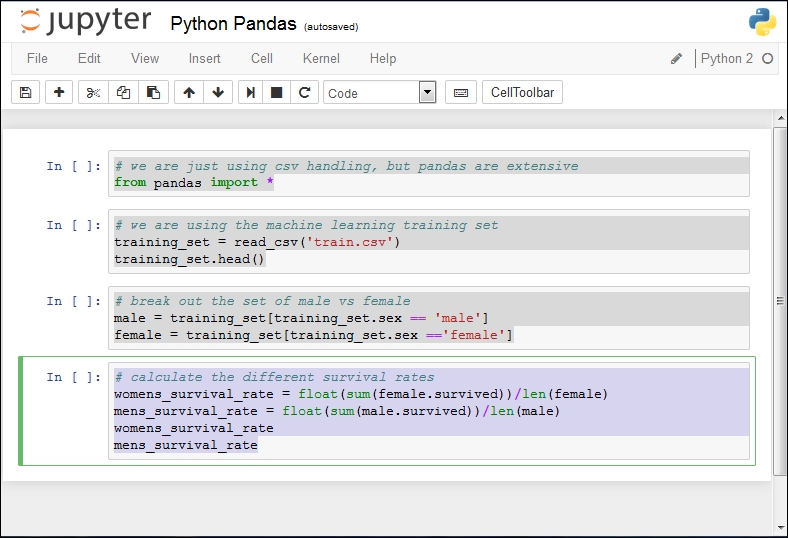 jupyter Python Pandas (autosaved)
File Edit View Insert Cell Kernel Help Python 2
Code CellToolbar
In [ ]: # we are just using csv handling, but pandas are extensive
from pandas import *
In [ ]: # we are using the machine learning training set
training_set = read_csv('train.csv')
training_set.head()
In [ ]: # break out the set of male vs female
male = training_set[training_set.sex == 'male']
female = training_set[training_set.sex =='female']
In [ ]: # calculate the different survival rates
womens_survival_rate = float(sum(female.survived))/len(female)
mens_survival_rate = float(sum(male.survived))/len(male)
womens_survival_rate
mens_survival_rate